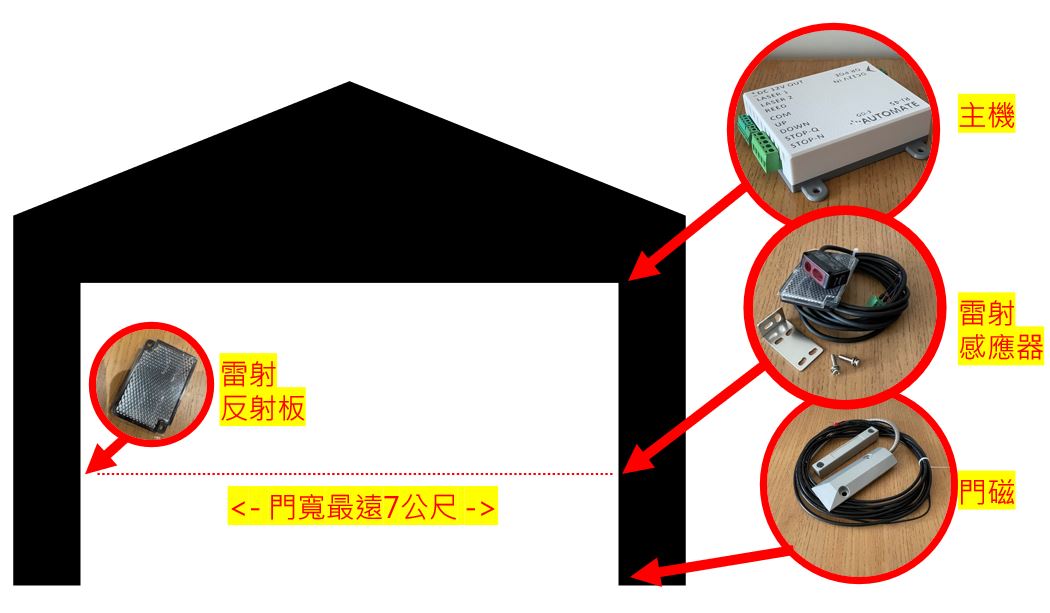 DC 12V OUT
LASER 1
LASER 2
REED
COM
UP
DOWN
STOP-Q
STOP-N
AUTOMATE
主機
雷射
感應器
雷射
反射板
<- 門寬最遠7公尺 ->
門磁